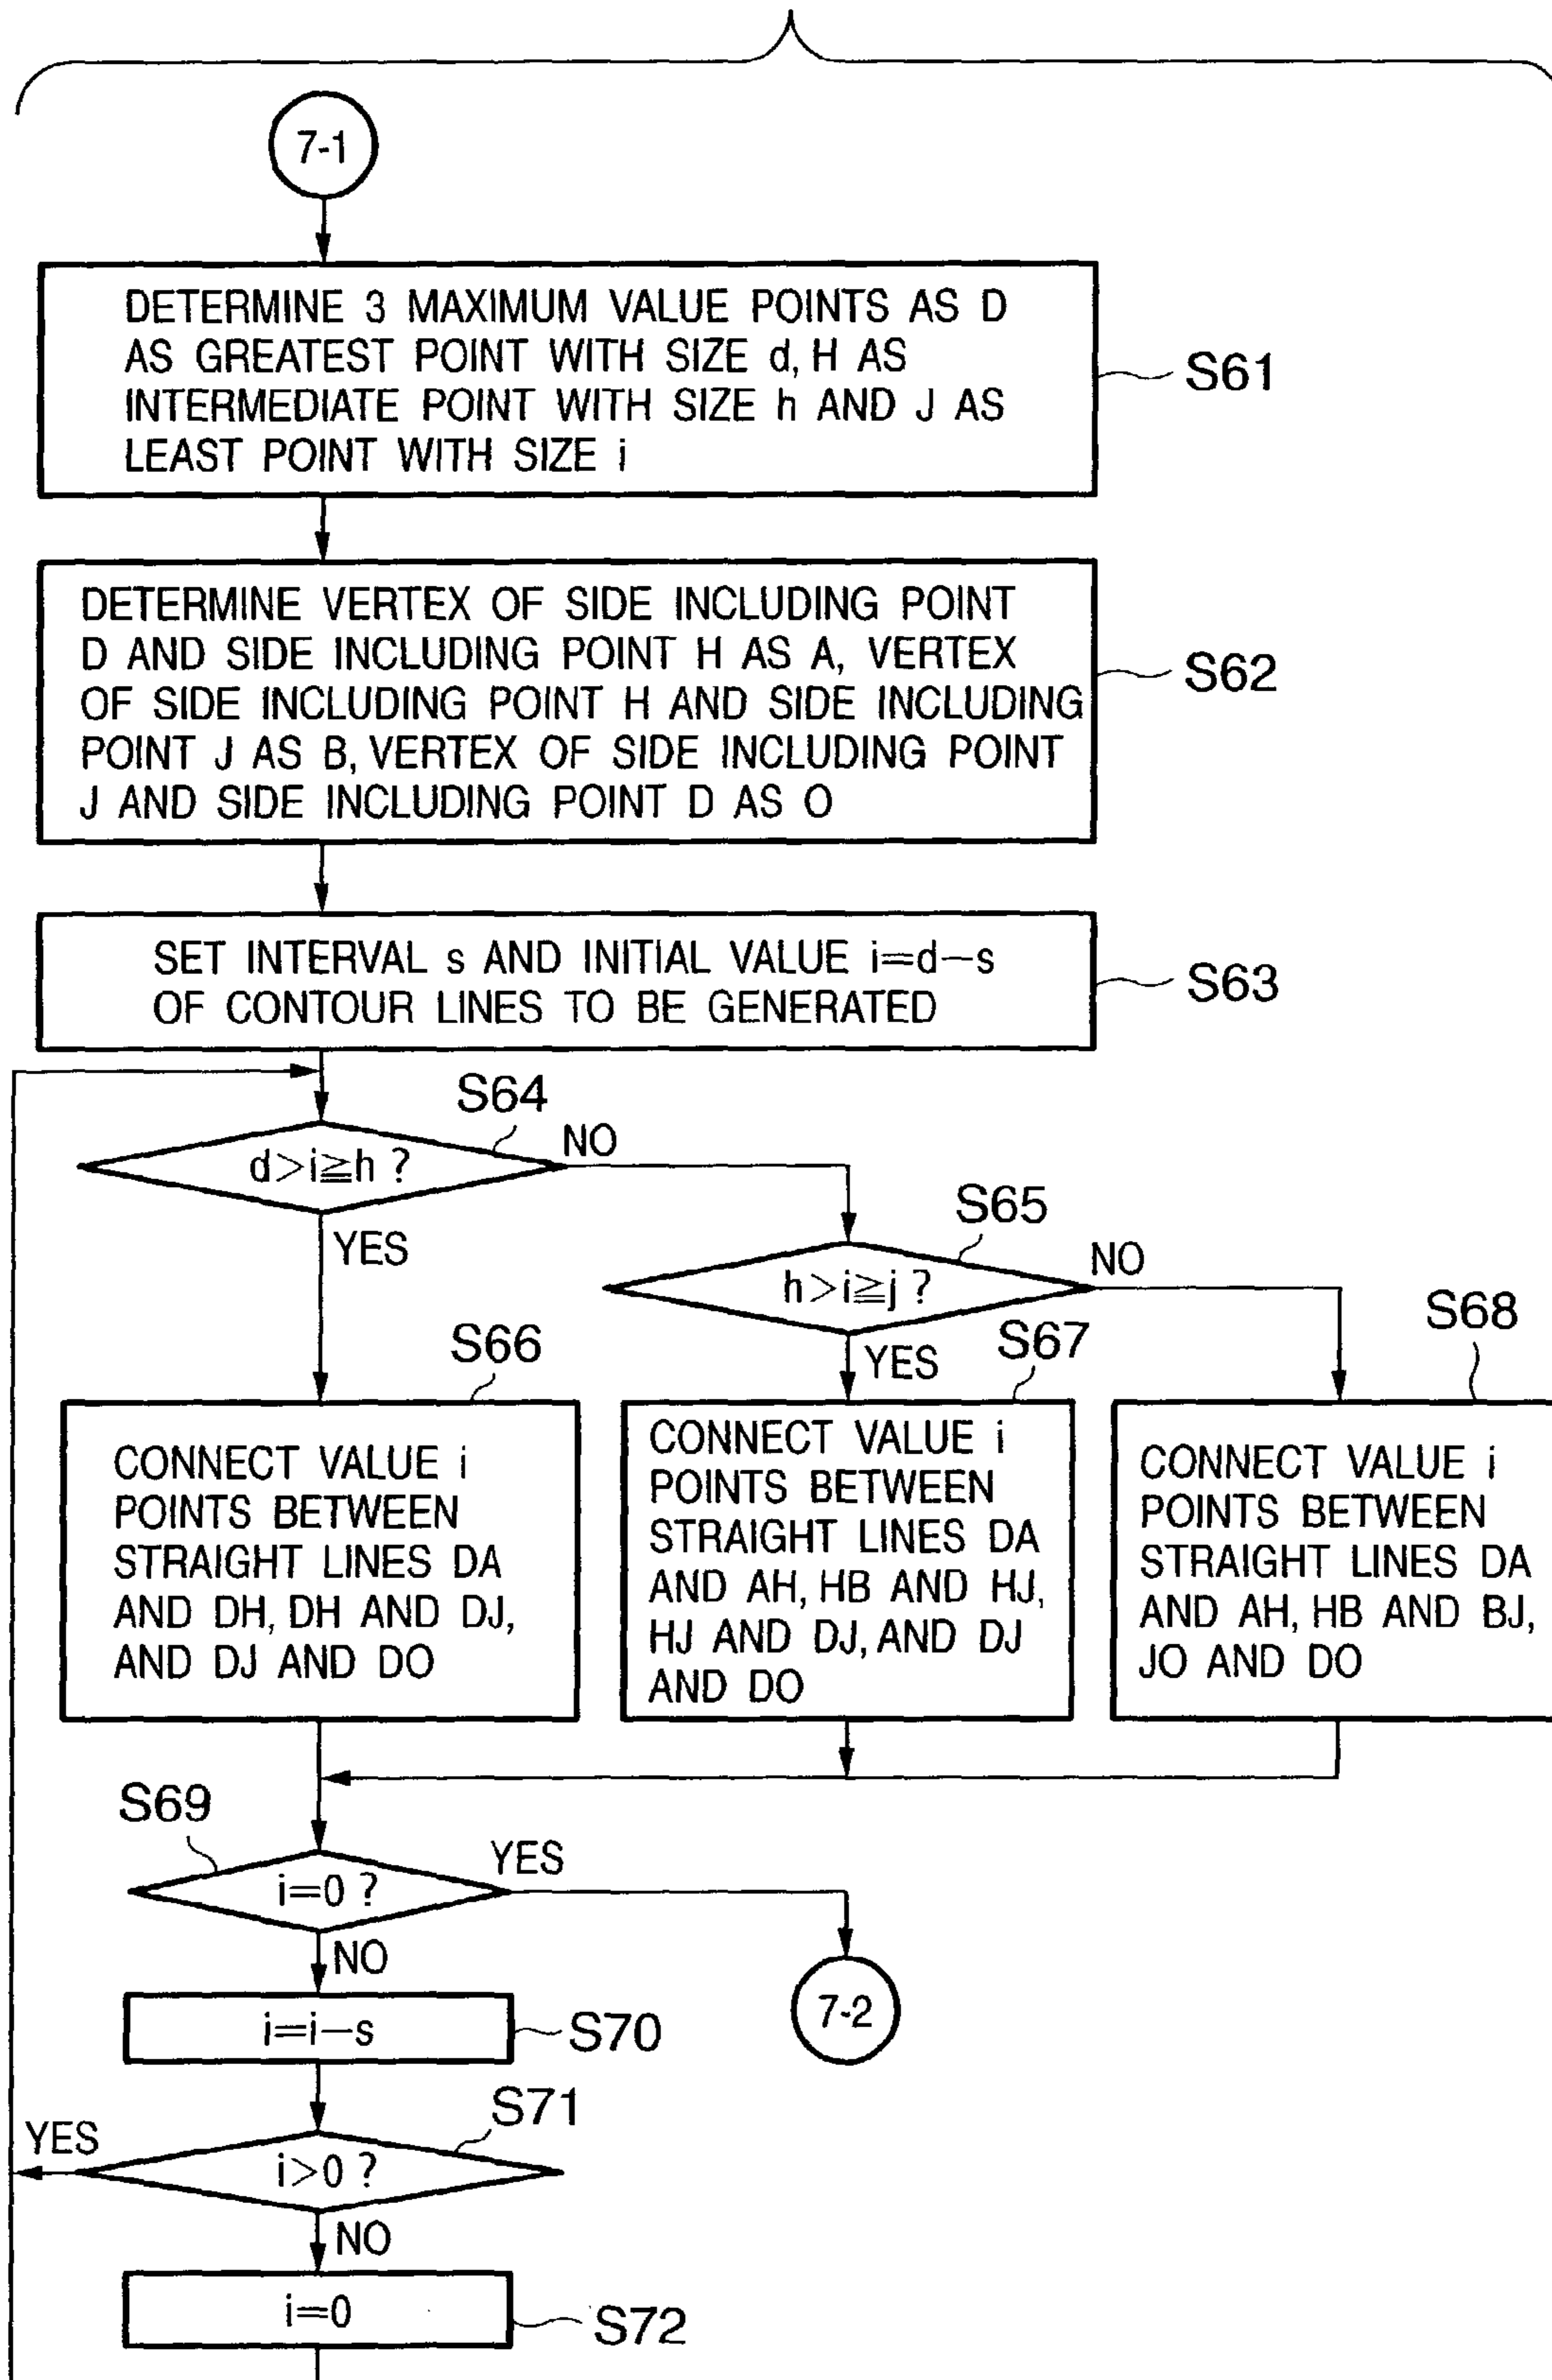 7-1
DETERMINE 3 MAXIMUM VALUE POINTS AS D
AS GREATEST POINT WITH SIZE d, H AS
INTERMEDIATE POINT WITH SIZE h AND J AS
LEAST POINT WITH SIZE i
S61
DETERMINE VERTEX OF SIDE INCLUDING POINT
D AND SIDE INCLUDING POINT H AS A, VERTEX
OF SIDE INCLUDING POINT H AND SIDE INCLUDING
POINT J AS B, VERTEX OF SIDE INCLUDING POINT
J AND SIDE INCLUDING POINT D AS O
S62
SET INTERVAL s AND INITIAL VALUE i=d−s
OF CONTOUR LINES TO BE GENERATED
S63
S64
d>i≧h ?
NO
YES
S65
h>i≧j ?
NO
YES
S66
CONNECT VALUE i
POINTS BETWEEN
STRAIGHT LINES DA
AND DH, DH AND DJ,
AND DJ AND DO
S67
CONNECT VALUE i
POINTS BETWEEN
STRAIGHT LINES DA
AND AH, HB AND HJ,
HJ AND DJ, AND DJ
AND DO
S68
CONNECT VALUE i
POINTS BETWEEN
STRAIGHT LINES DA
AND AH, HB AND BJ,
JO AND DO
S69
i=0 ?
YES
NO
7-2
i=i−s
S70
S71
YES
i>0 ?
NO
i=0
S72